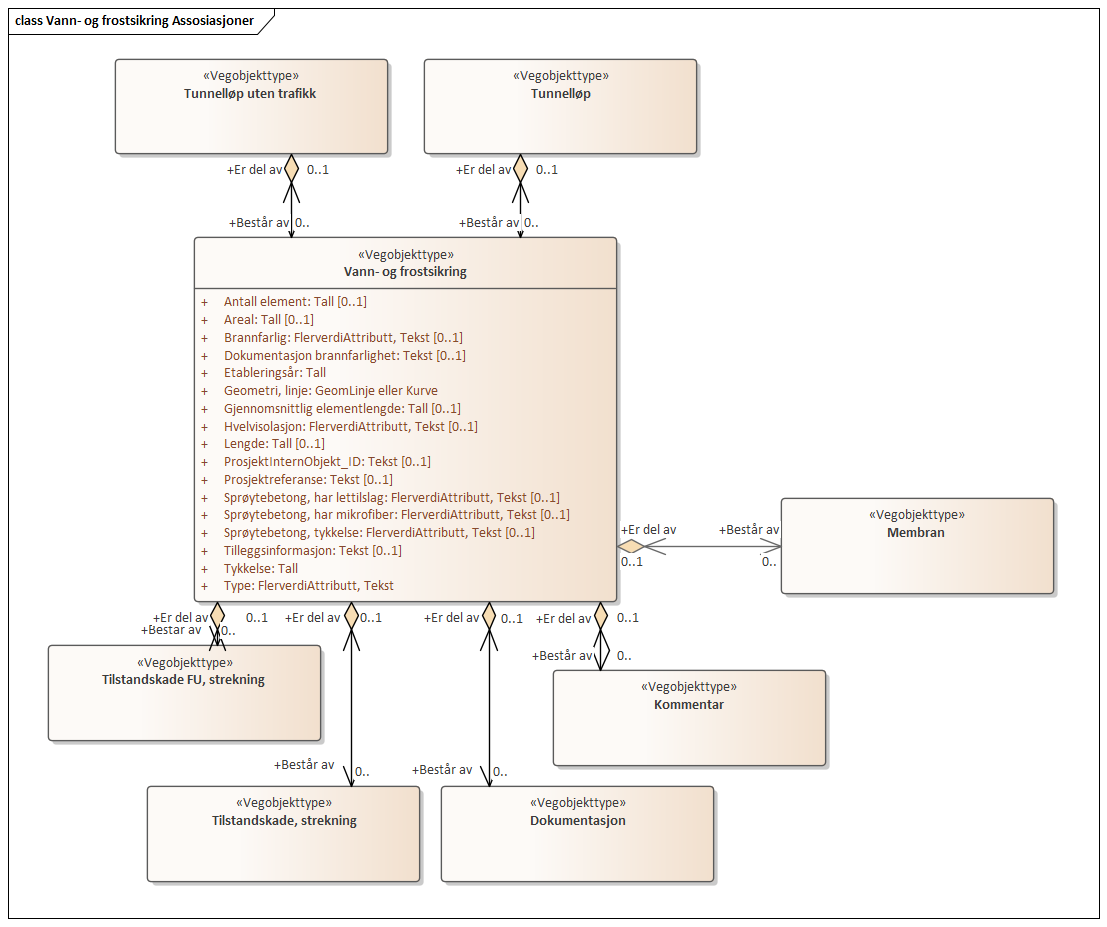 class Vann- og frostsikring Assosiasjoner
«Vegobjekttype»
Tunnelløp uten trafikk
«Vegobjekttype»
Tunnelløp
+Er del av 0..1
+Er del av 0..1
+Består av 0..
+Består av 0..
«Vegobjekttype»
Vann- og frostsikring
+ Antall element: Tall [0..1]
+ Areal: Tall [0..1]
+ Brannfarlig: FlerverdiAttributt, Tekst [0..1]
+ Dokumentasjon brannfarlighet: Tekst [0..1]
+ Etableringsår: Tall
+ Geometri, linje: GeomLinje eller Kurve
+ Gjennomsnittlig elementlengde: Tall [0..1]
+ Hvelvisolasjon: FlerverdiAttributt, Tekst [0..1]
+ Lengde: Tall [0..1]
+ ProsjektInternObjekt_ID: Tekst [0..1]
+ Prosjektreferanse: Tekst [0..1]
+ Sprøytebetong, har lettilslag: FlerverdiAttributt, Tekst [0..1]
+ Sprøytebetong, har mikrofiber: FlerverdiAttributt, Tekst [0..1]
+ Sprøytebetong, tykkelse: FlerverdiAttributt, Tekst [0..1]
+ Tilleggsinformasjon: Tekst [0..1]
+ Tykkelse: Tall
+ Type: FlerverdiAttributt, Tekst
+Er del av
0..1
+Består av
0..
«Vegobjekttype»
Membran
+Er del av 0..1
+Består av 0..
+Er del av 0..1
+Er del av 0..1
+Er del av 0..1
«Vegobjekttype»
Tilstandskade FU, strekning
+Består av 0..
«Vegobjekttype»
Kommentar
+Består av 0..
+Består av 0..
«Vegobjekttype»
Tilstandskade, strekning
«Vegobjekttype»
Dokumentasjon